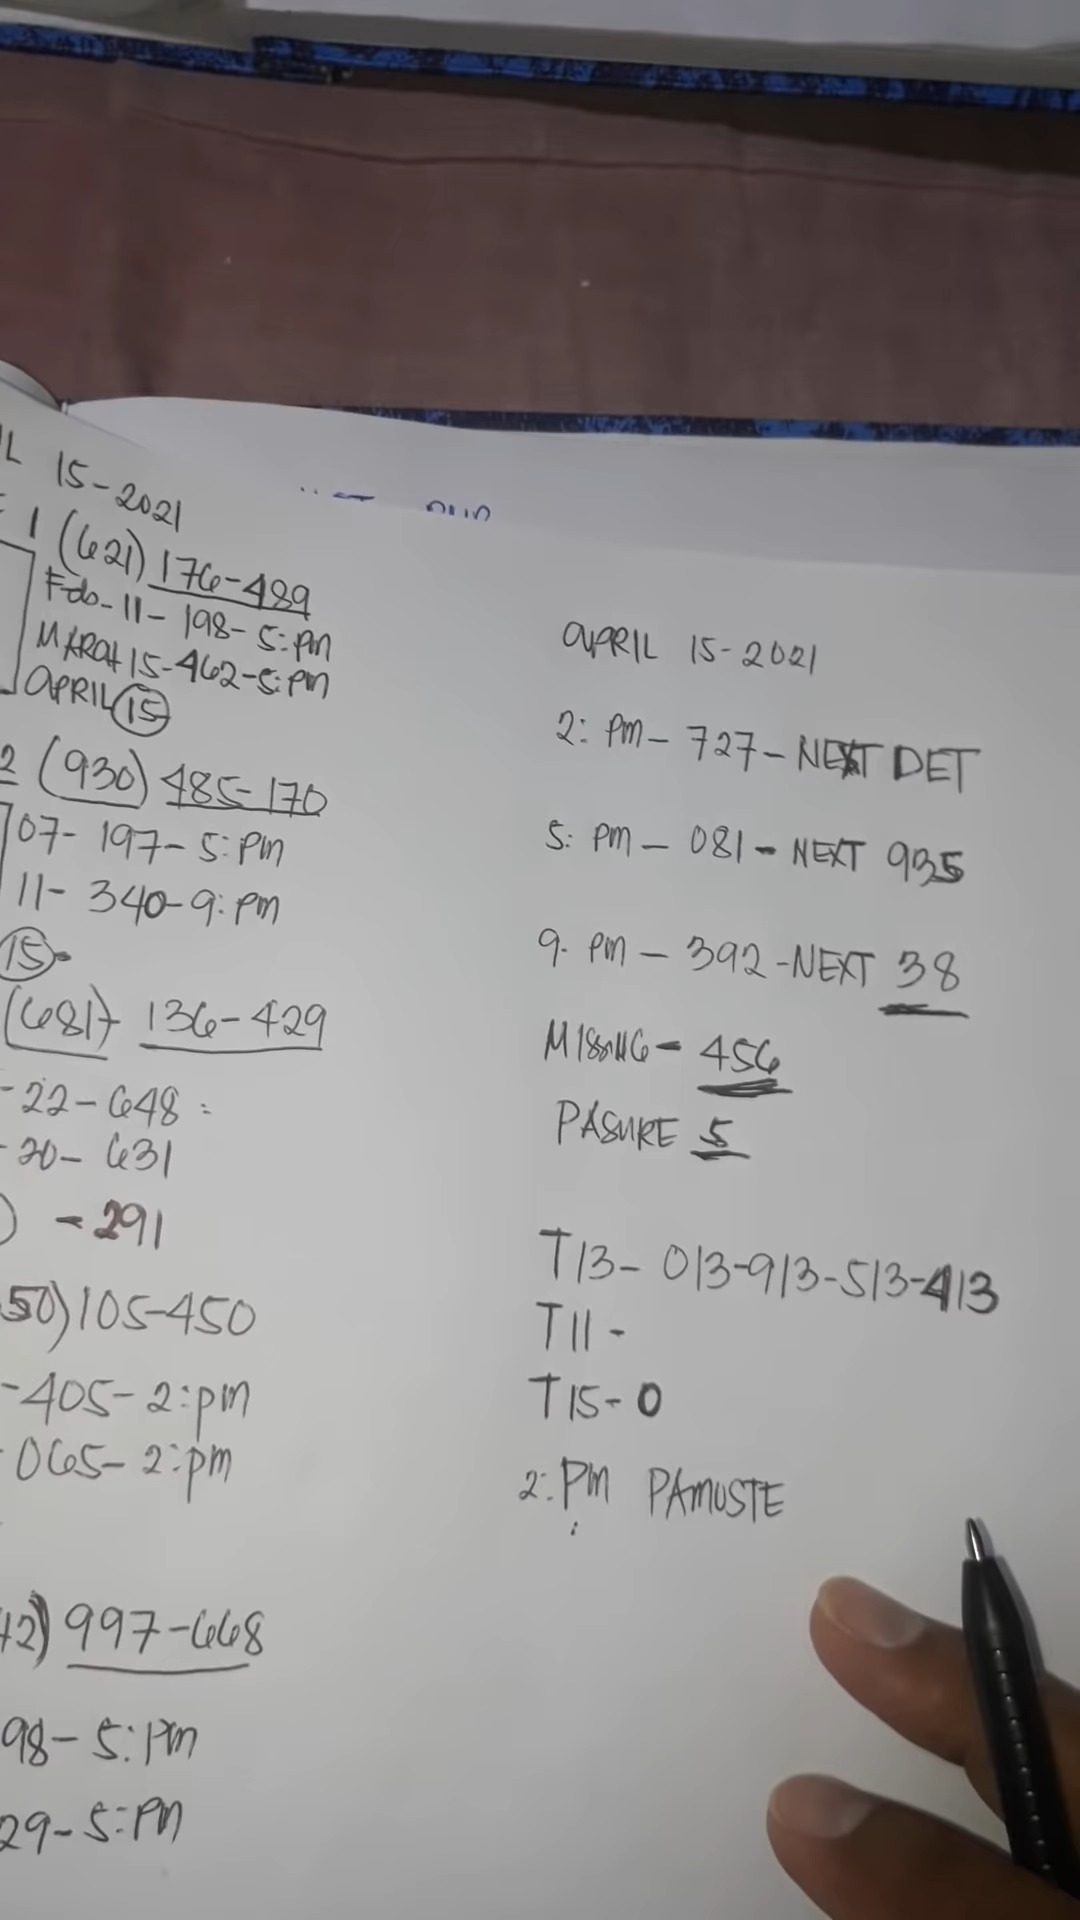 15-2021
1 (621) 176-489
Feb-11- 198-5:pm
MARCH 15-462-5:pm
APRIL 15
2 (930) 485-170
07- 197-5:pm
11- 340-9:pm
15-
(681)- 136-429
-22-648=
-20- 631
-291
50) 105-450
-405-2:pm
-065-2:pm
42) 997-668
98-5:pm
29-5:pm
APRIL 15-2021
2: pm- 727- NEXT DET
5: pm- 081- NEXT 935
9- pm- 392-NEXT 38
MISSING- 456
PASURE 5
T13- 013-913-513-413
T11-
T15-0
2:pm PAMUSTE